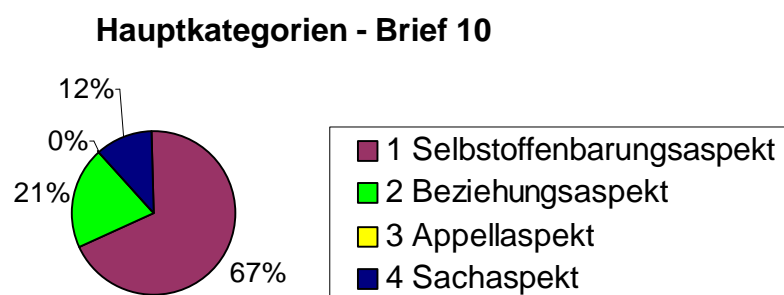 Hauptkategorien - Brief 10
12%
0%
21%
67%
1 Selbstoffenbarungsaspekt
2 Beziehungsaspekt
3 Appellaspekt
4 Sachaspekt